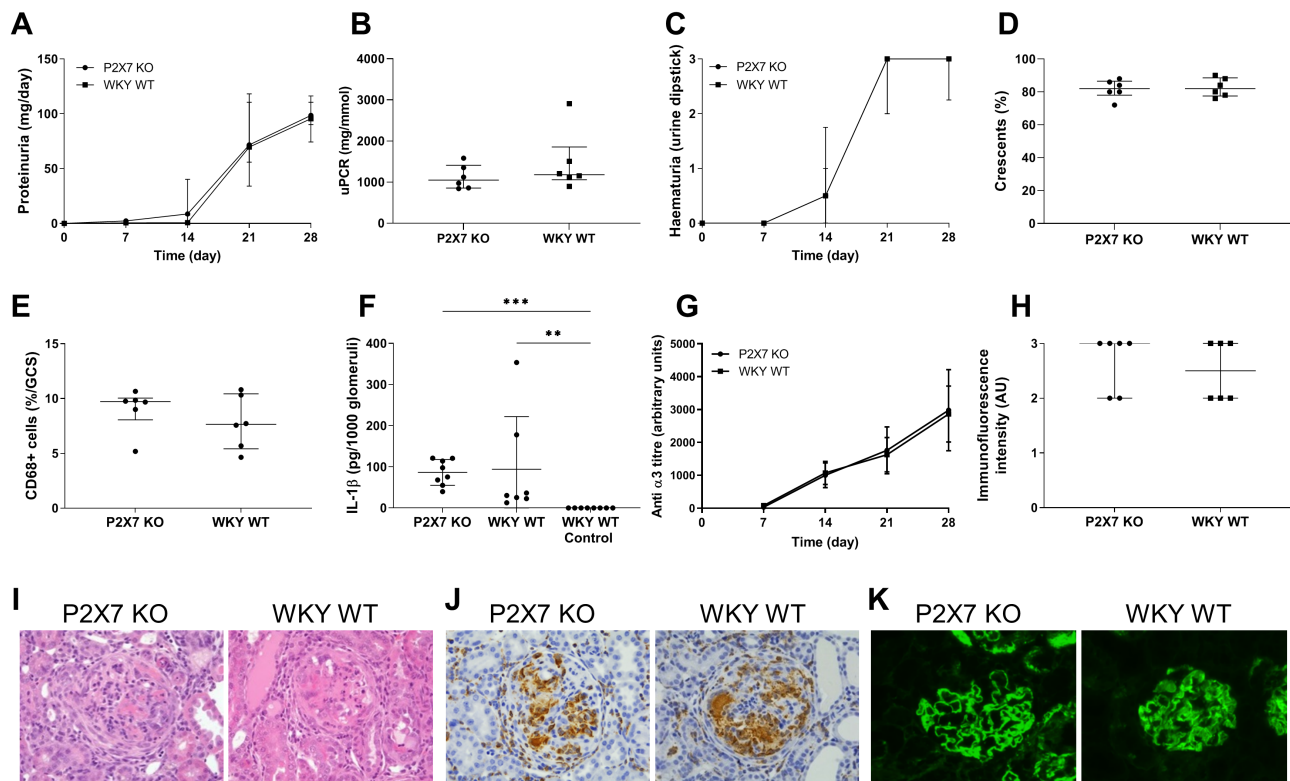 A
Proteinuria (mg/day)
150
100
50
0
P2X7 KO
WKY WT
0 7 14 21 28
Time (day)
B
uPCR (mg/mmol)
4000
3000
2000
1000
0
P2X7 KO WKY WT
C
Haematuria (urine dipstick)
3
2
1
0
P2X7 KO
WKY WT
0 7 14 21 28
Time (day)
D
Crescents (%)
100
80
60
40
20
0
P2X7 KO WKY WT
E
CD68+ cells (%/GCS)
15
10
5
0
P2X7 KO WKY WT
F
***
**
IL-1β (pg/1000 glomeruli)
400
300
200
100
0
P2X7 KO WKY WT WKY WT
Control
G
Anti α3 titre (arbitrary units)
5000
4000
3000
2000
1000
0
P2X7 KO
WKY WT
0 7 14 21 28
Time (day)
H
Immunofluorescence
intensity (AU)
3
2
1
0
P2X7 KO WKY WT
I
P2X7 KO WKY WT
J
P2X7 KO WKY WT
K
P2X7 KO WKY WT